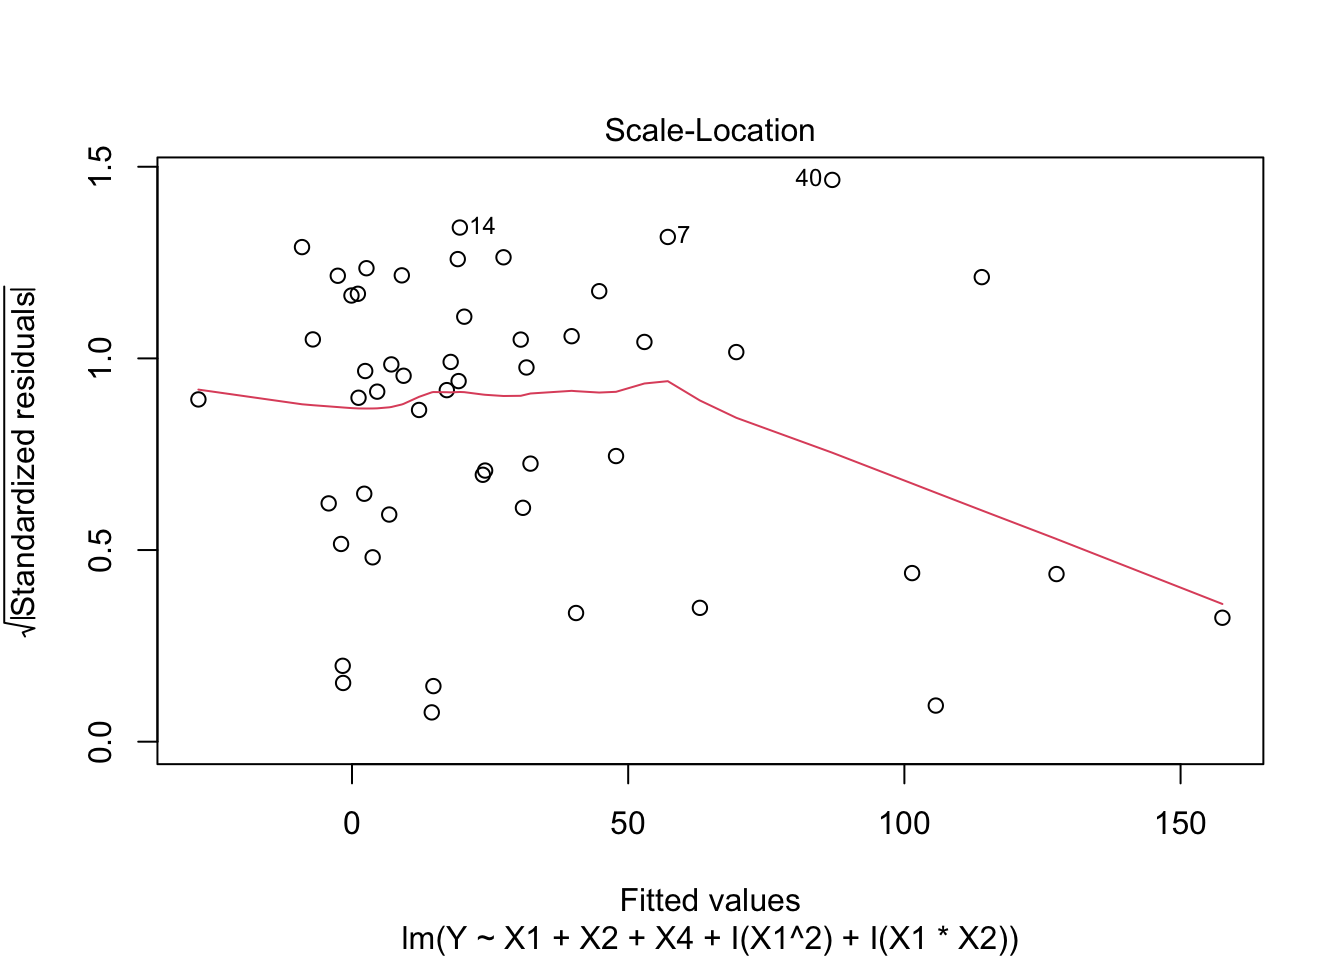 Scale-Location
√|Standardized residuals|
1.5
1.0
0.5
0.0
40
14
7
0 50 100 150
Fitted values
lm(Y ~ X1 + X2 + X4 + I(X1^2) + I(X1 * X2))